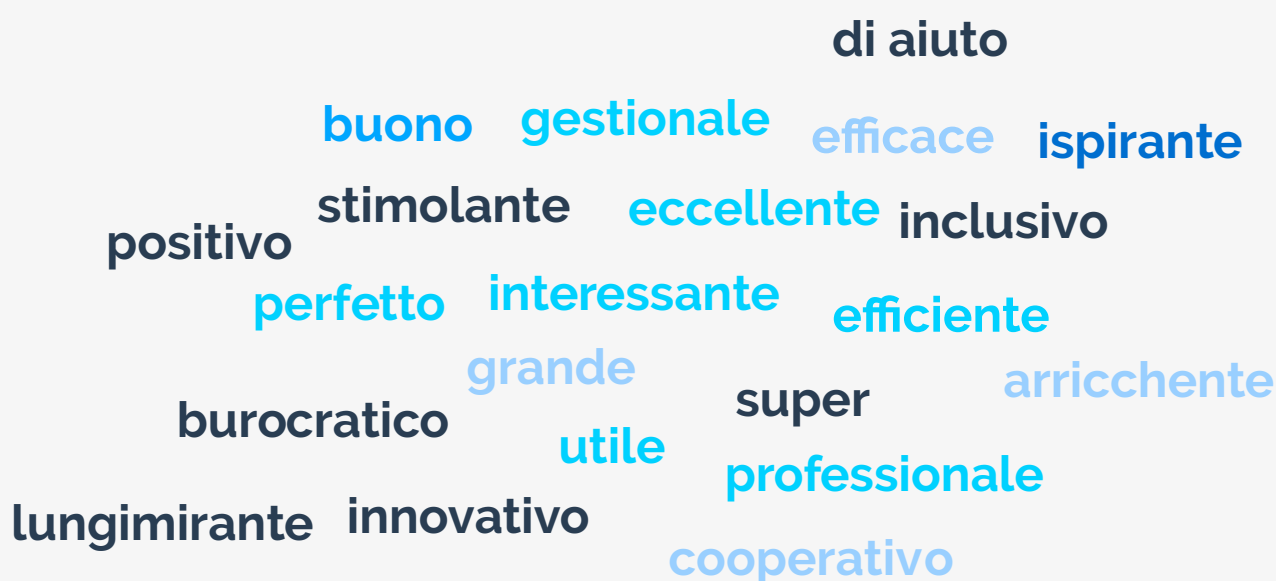 di aiuto
buono
gestionale
efficace
ispirante
stimolante
eccellente
inclusivo
positivo
perfetto
interessante
efficiente
grande
arricchente
super
burocratico
utile
professionale
lungimirante
innovativo
cooperativo